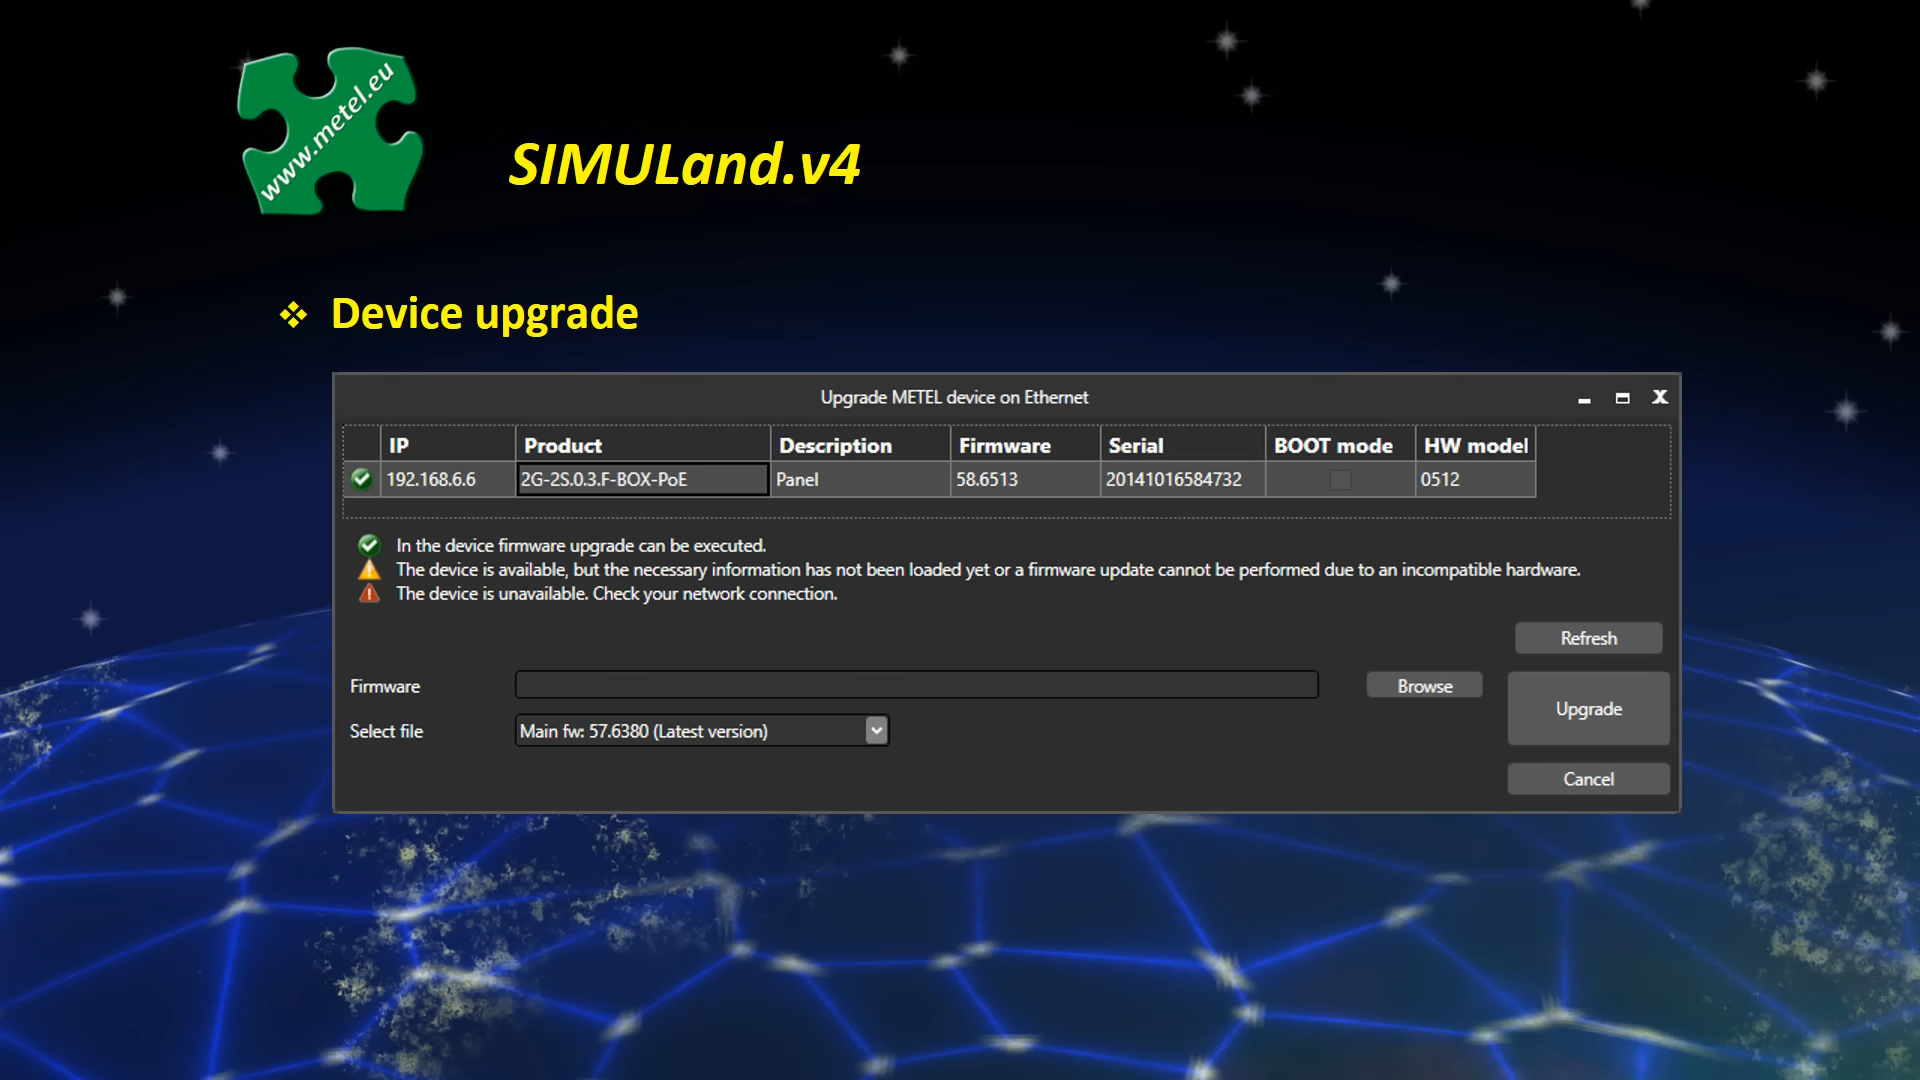 www.metel.eu
SIMULand.v4
❖ Device upgrade
Upgrade METEL device on Ethernet
IP Product Description Firmware Serial BOOT mode HW model
192.168.6.6 2G-2S.0.3.F-BOX-PoE Panel 58.6513 20141016584732 0512
In the device firmware upgrade can be executed.
The device is available, but the necessary information has not been loaded yet or a firmware update cannot be performed due to an incompatible hardware.
The device is unavailable. Check your network connection.
Refresh
Firmware Browse
Upgrade
Select file Main fw: 57.6380 (Latest version)
Cancel